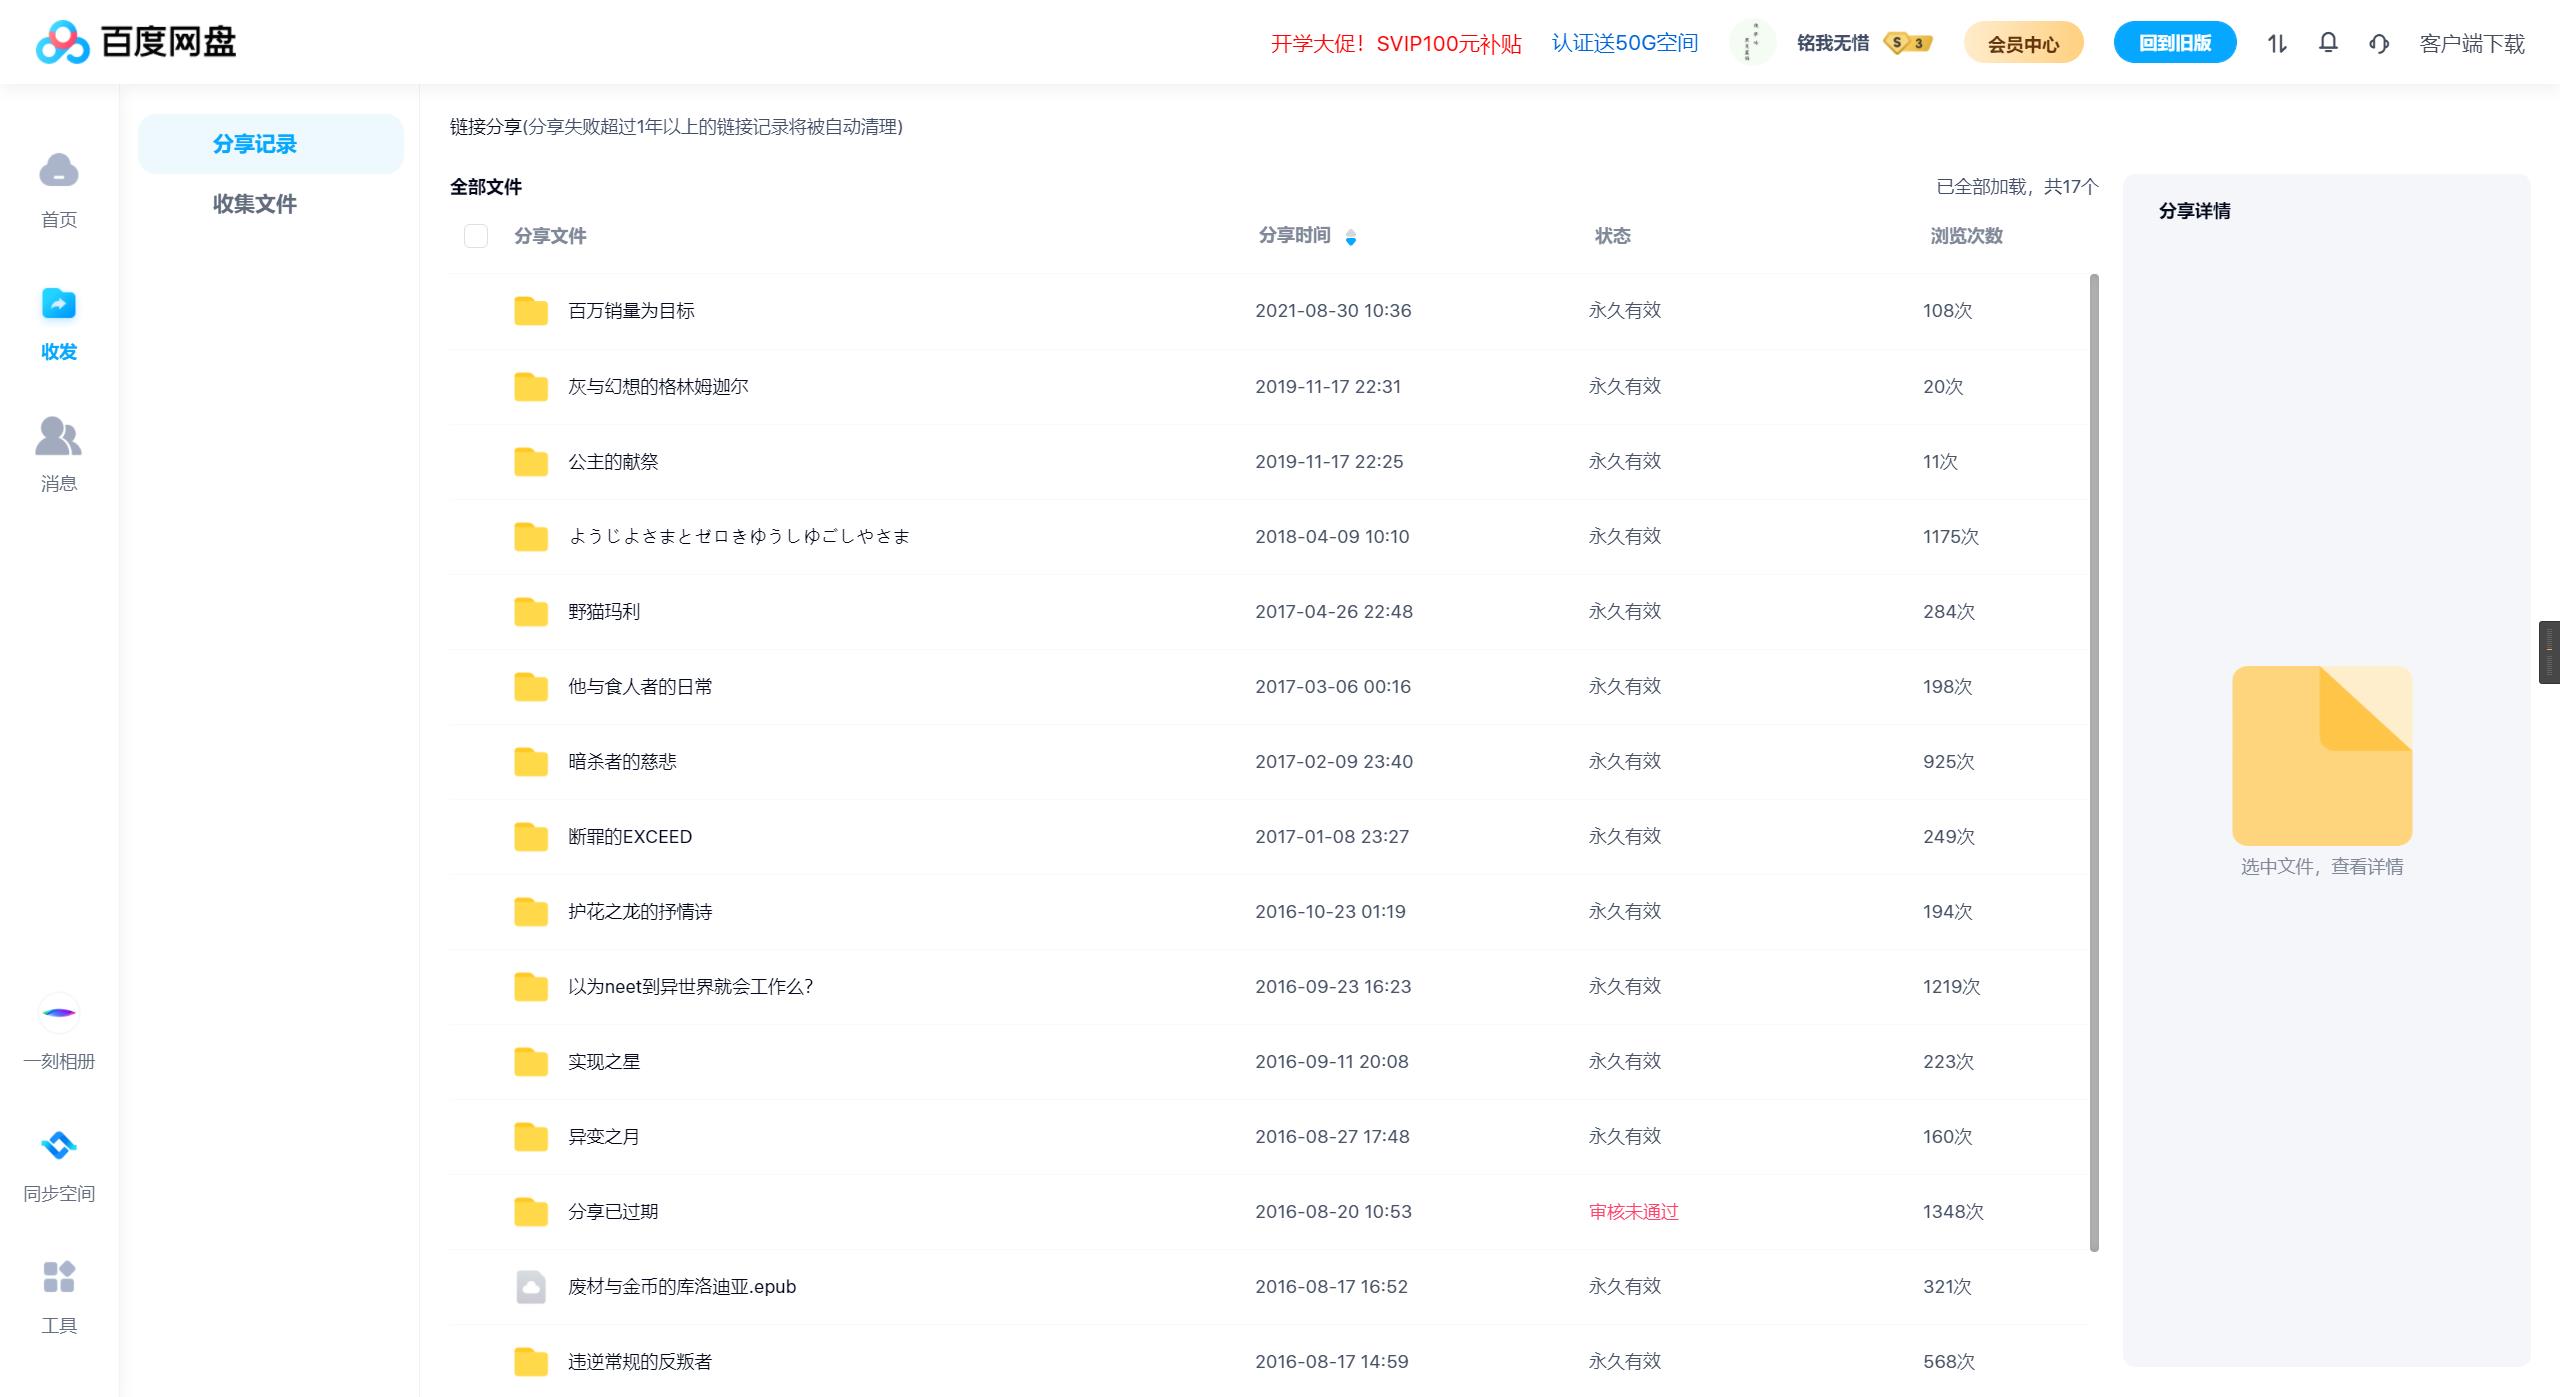 百度网盘
开学大促！SVIP100元补贴 认证送50G空间 铭我无惜 S 3 会员中心 回到旧版 客户端下载
首页
收发
消息
一刻相册
同步空间
工具
分享记录
收集文件
链接分享(分享失败超过1年以上的链接记录将被自动清理)
全部文件 已全部加载，共17个
分享文件 分享时间 状态 浏览次数
百万销量为目标 2021-08-30 10:36 永久有效 108次
灰与幻想的格林姆迦尔 2019-11-17 22:31 永久有效 20次
公主的献祭 2019-11-17 22:25 永久有效 11次
ようじよさまとゼロきゆうしゆごしやさま 2018-04-09 10:10 永久有效 1175次
野猫玛利 2017-04-26 22:48 永久有效 284次
他与食人者的日常 2017-03-06 00:16 永久有效 198次
暗杀者的慈悲 2017-02-09 23:40 永久有效 925次
断罪的EXCEED 2017-01-08 23:27 永久有效 249次
护花之龙的抒情诗 2016-10-23 01:19 永久有效 194次
以为neet到异世界就会工作么？ 2016-09-23 16:23 永久有效 1219次
实现之星 2016-09-11 20:08 永久有效 223次
异变之月 2016-08-27 17:48 永久有效 160次
分享已过期 2016-08-20 10:53 审核未通过 1348次
废材与金币的库洛迪亚.epub 2016-08-17 16:52 永久有效 321次
违逆常规的反叛者 2016-08-17 14:59 永久有效 568次
分享详情
选中文件，查看详情